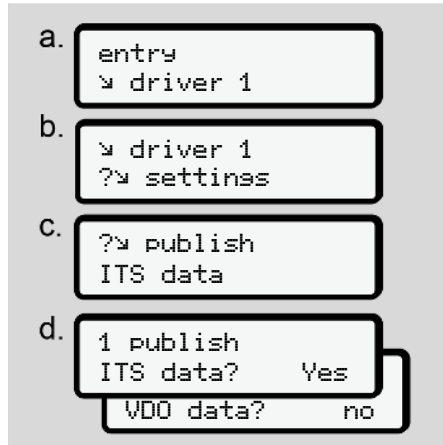 a.
entry
↘ driver 1
b.
↘ driver 1
?↘ settings
c.
?↘ publish
ITS data
d.
1 publish
ITS data? Yes
VDO data? no